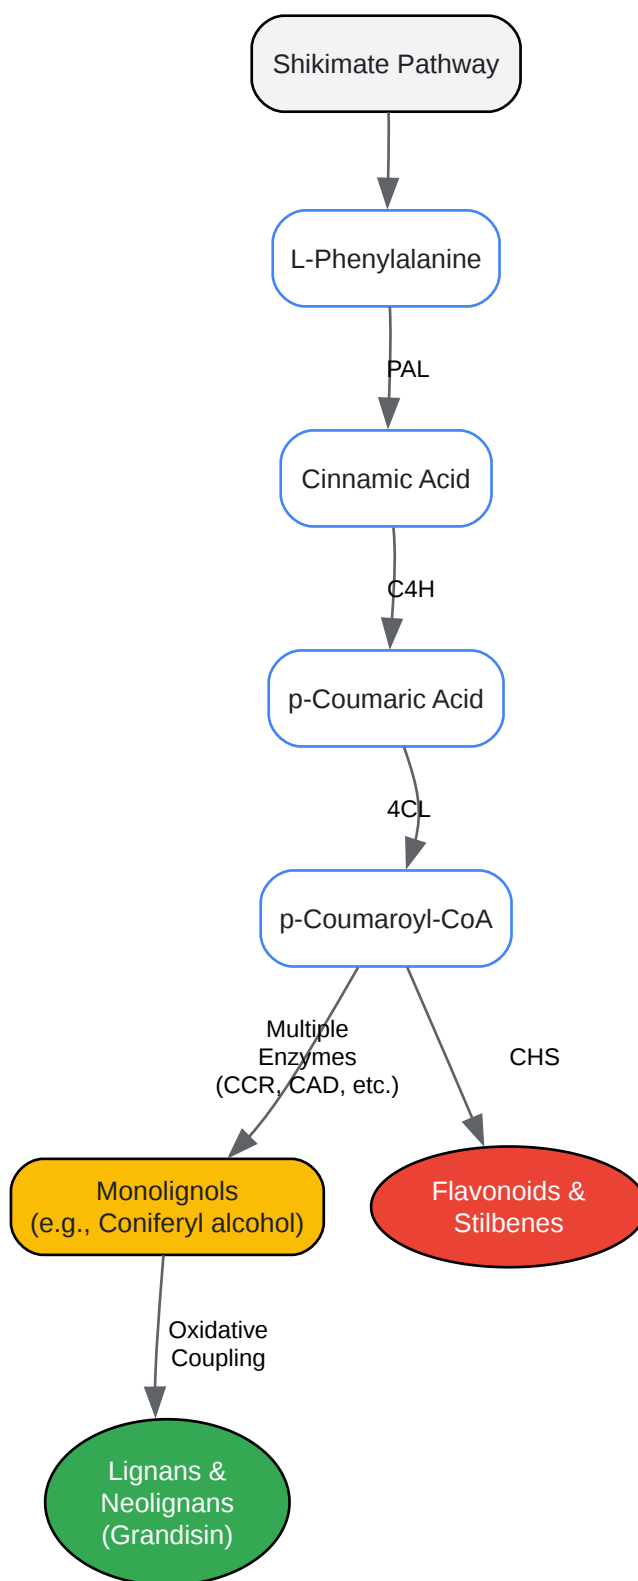 Shikimate Pathway
L-Phenylalanine
PAL
Cinnamic Acid
C4H
p-Coumaric Acid
4CL
p-Coumaroyl-CoA
Multiple
Enzymes
(CCR, CAD, etc.)
CHS
Monolignols
(e.g., Coniferyl alcohol)
Flavonoids &
Stilbenes
Oxidative
Coupling
Lignans &
Neolignans
(Grandisin)